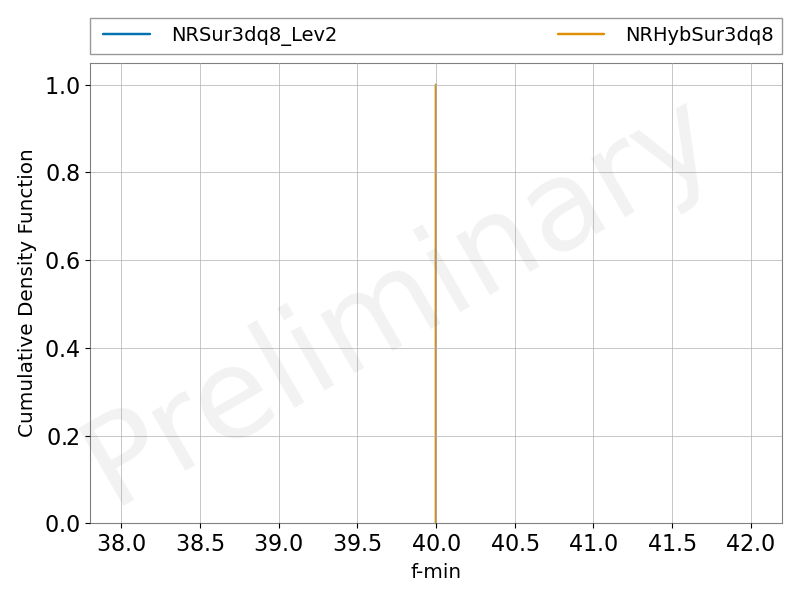 NRSur3dq8_Lev2 NRHybSur3dq8
1.0
0.8
0.6
0.4
0.2
0.0
Cumulative Density Function
Preliminary
38.0 38.5 39.0 39.5 40.0 40.5 41.0 41.5 42.0
f-min